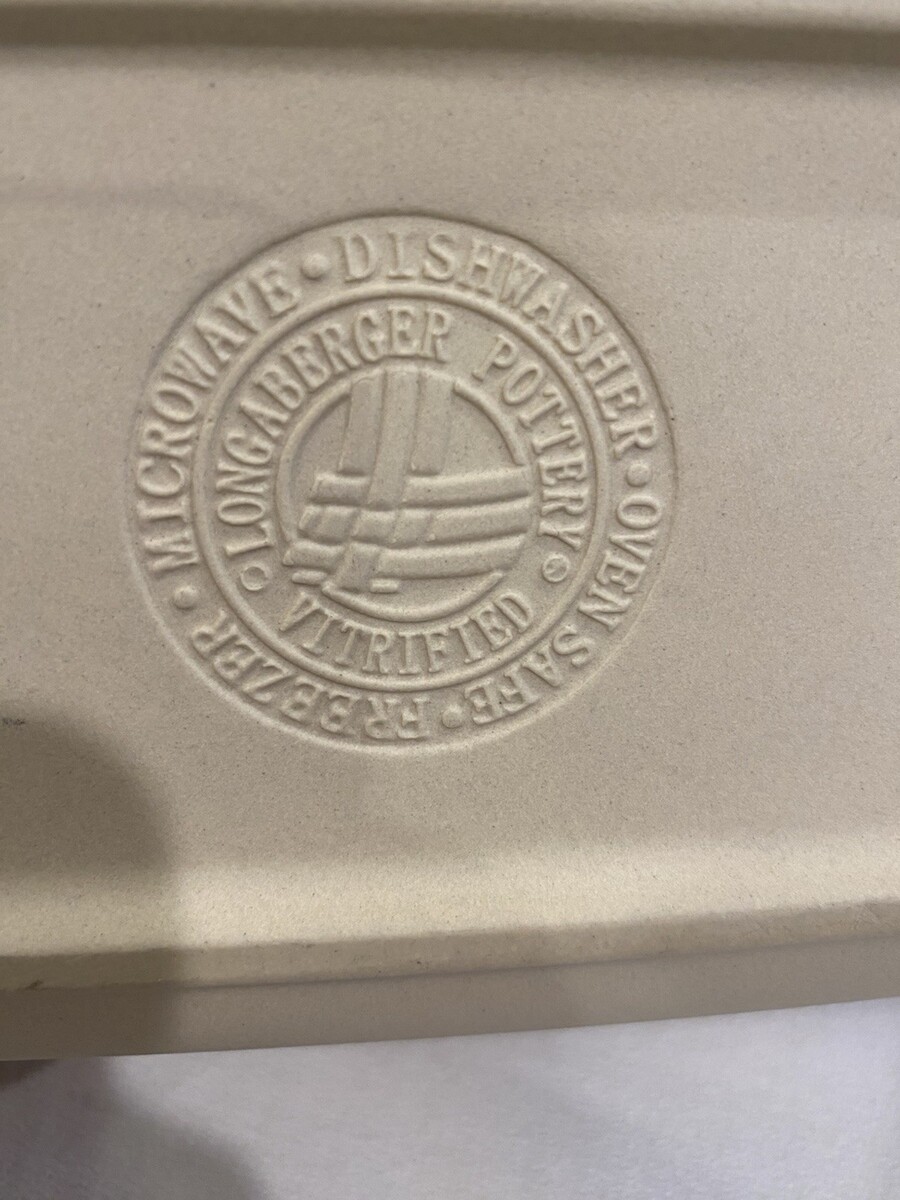 MICROWAVE • DISHWASHER • OVEN SAFE • FREEZER •
LONGABERGER POTTERY
VITRIFIED